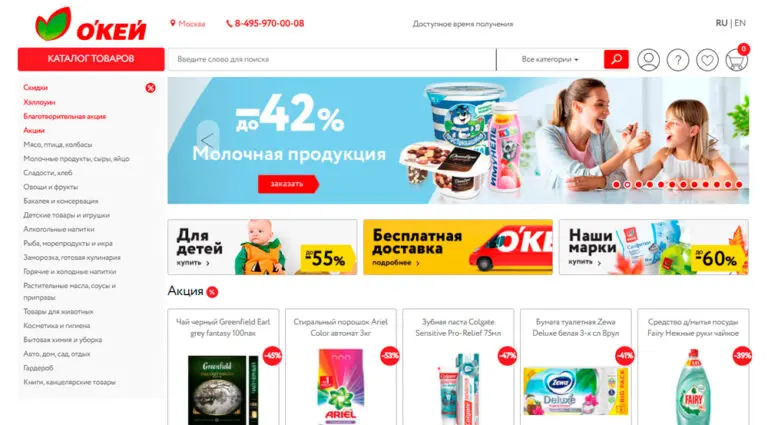 О'КЕЙ
Москва
8-495-970-00-08
Доступное время получения
RU | EN
КАТАЛОГ ТОВАРОВ
Введите слово для поиска
Все категории
0
Скидки
%
Хэллоуин
Благотворительная акция
Акции
Мясо, птица, колбасы
Молочные продукты, сыры, яйцо
Сладости, хлеб
Овощи и фрукты
Бакалея и консервация
Детские товары и игрушки
Алкогольные напитки
Рыба, морепродукты и икра
Заморозка, готовая кулинария
Горячие и холодные напитки
Растительные масла, соусы и
приправы
Товары для животных
Косметика и гигиена
Бытовая химия и уборка
Авто, дом, сад, отдых
Гардероб
Книги, канцелярские товары
до -42%
Молочная продукция
заказать
Для
детей
купить >
до -55%
Бесплатная
доставка
подробнее >
О'КЕЙ
Наши
марки
купить >
до -60%
Акция %
Чай черный Greenfield Earl
grey fantasy 100пак
-45%
Greenfield
Стиральный порошок Ariel
Color автомат 3кг
-53%
ARIEL
Зубная паста Colgate
Sensitive Pro-Relief 75мл
-47%
Colgate
Бумага туалетная Zewa
Deluxe белая 3-х сл 8рул
-41%
Zewa
Deluxe
BIG PACK
Средство д/мытья посуды
Fairy Нежные руки чайное
-39%
FAIRY